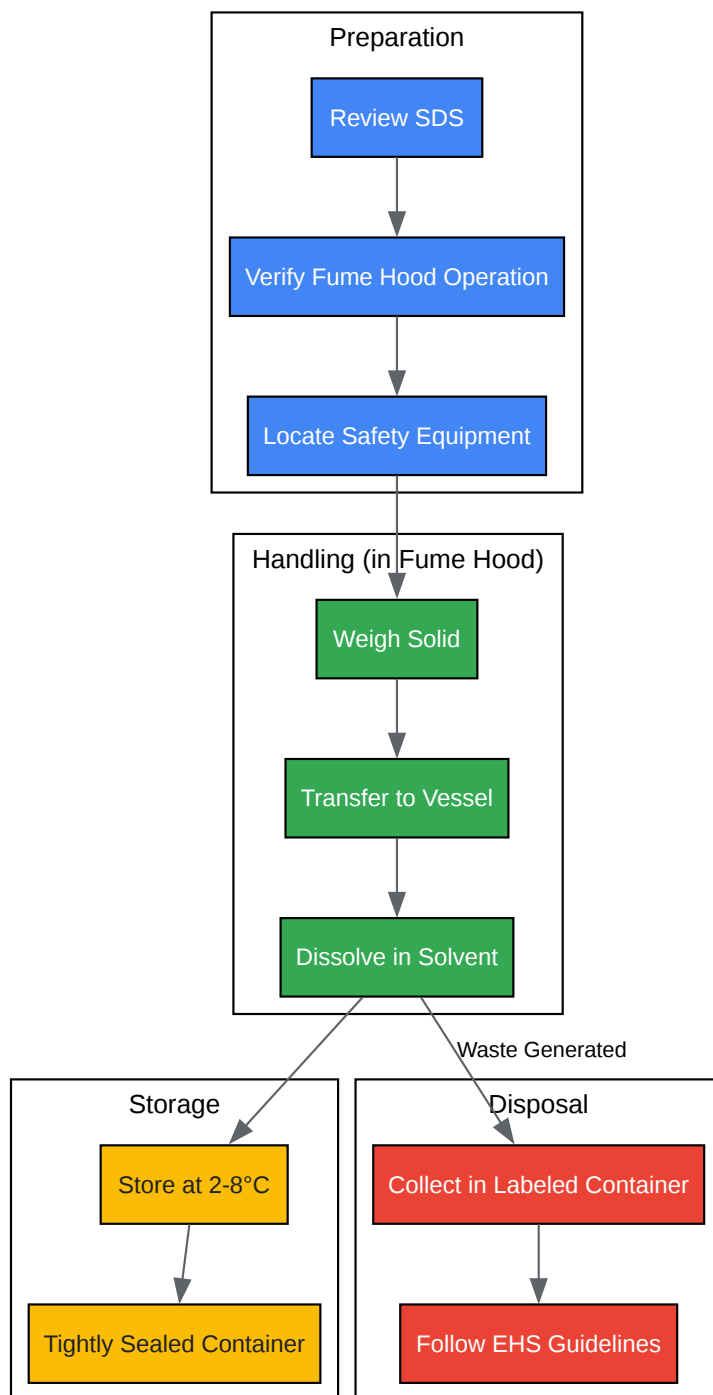 Preparation
Review SDS
Verify Fume Hood Operation
Locate Safety Equipment
Handling (in Fume Hood)
Weigh Solid
Transfer to Vessel
Dissolve in Solvent
Waste Generated
Storage
Store at 2-8°C
Tightly Sealed Container
Disposal
Collect in Labeled Container
Follow EHS Guidelines